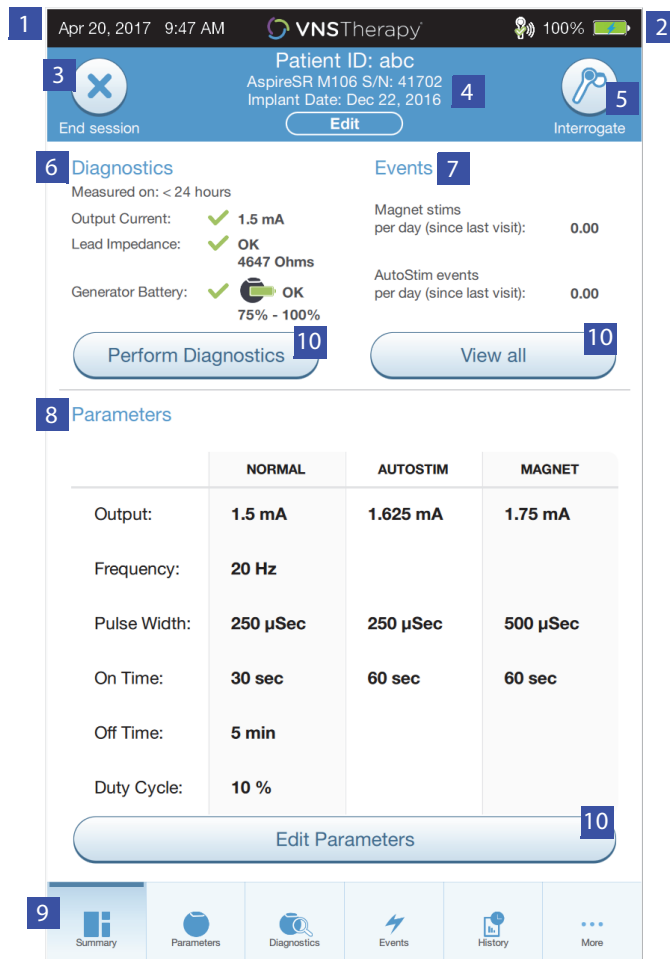 1 Apr 20, 2017 9:47 AM VNSTherapy 100% 2
Patient ID: abc
3 AspireSR M106 S/N: 41702 4
Implant Date: Dec 22, 2016 5
End session Edit Interrogate
6 Diagnostics
Measured on: < 24 hours
Output Current: 1.5 mA
Lead Impedance: OK
4647 Ohms
Generator Battery: OK
75% - 100%
Perform Diagnostics 10
Events 7
Magnet stims
per day (since last visit): 0.00
AutoStim events
per day (since last visit): 0.00
View all 10
8 Parameters
NORMAL AUTOSTIM MAGNET
Output: 1.5 mA 1.625 mA 1.75 mA
Frequency: 20 Hz
Pulse Width: 250 µSec 250 µSec 500 µSec
On Time: 30 sec 60 sec 60 sec
Off Time: 5 min
Duty Cycle: 10 %
Edit Parameters 10
9
Summary Parameters Diagnostics Events History More